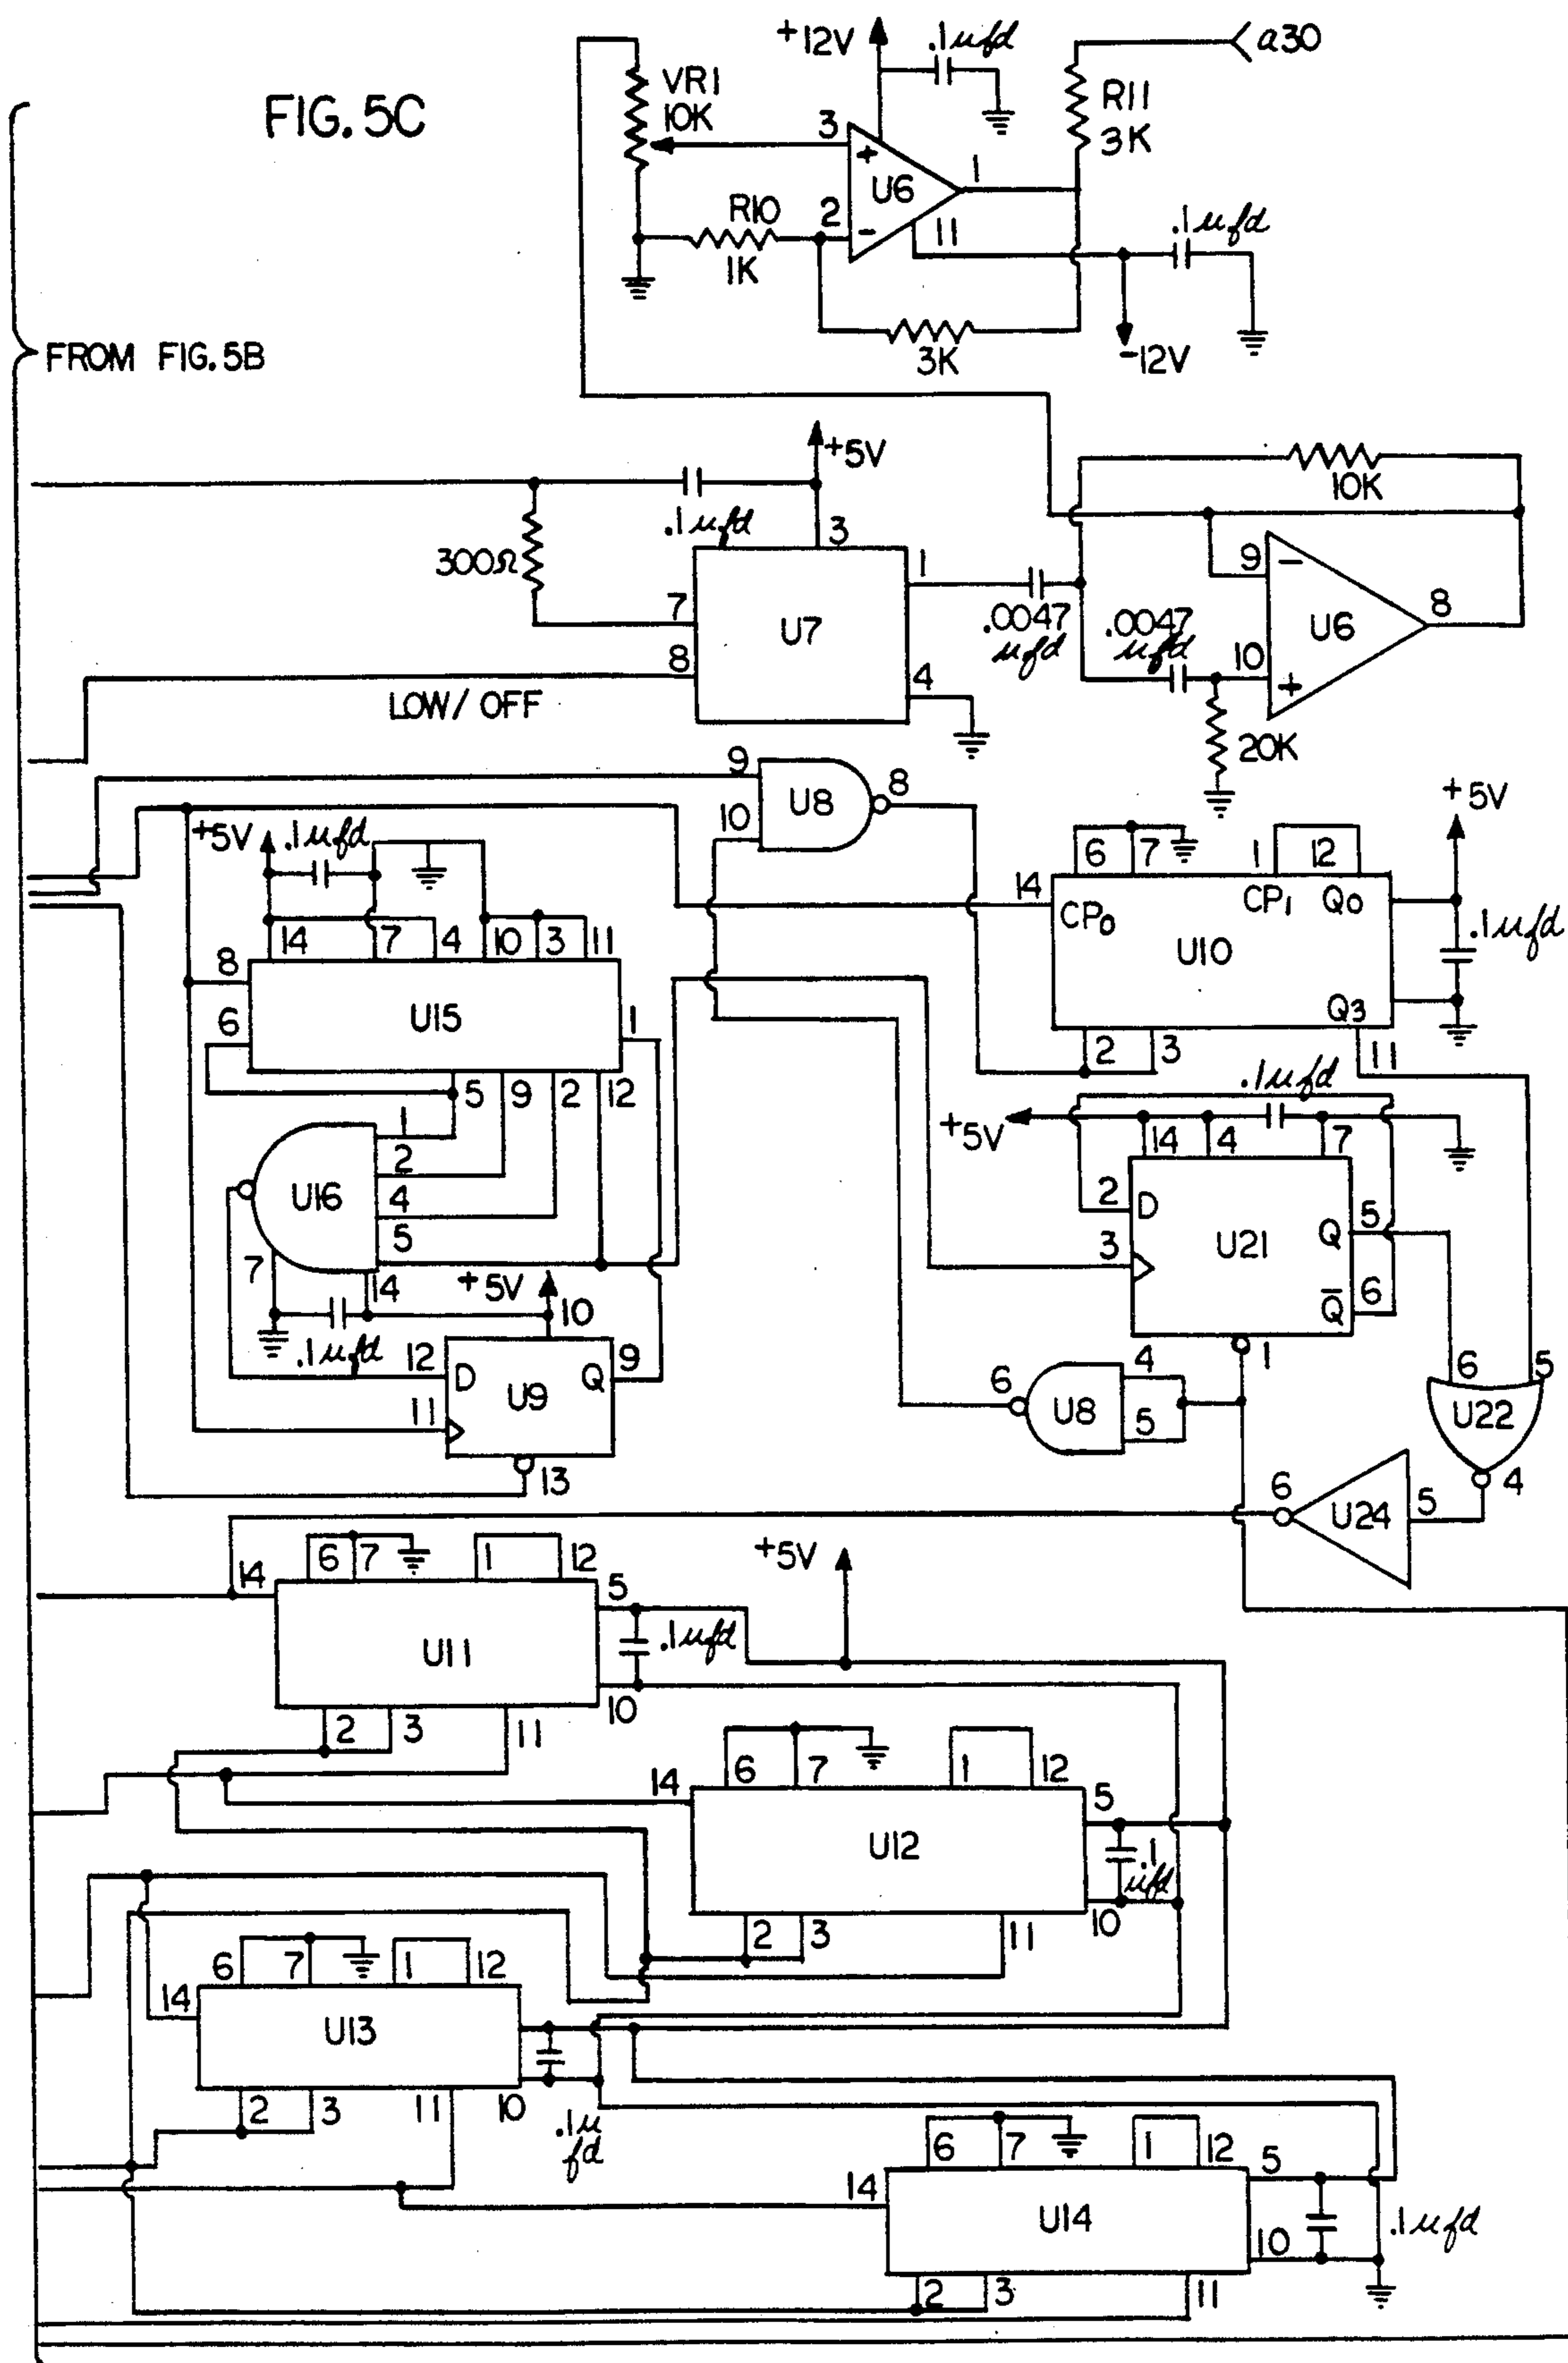 FIG. 5C
+12V .1ufd a30
VR1
10K
R11
3K
3 + U6 1
R10 2 - 11 .1ufd
1K
FROM FIG. 5B
3K -12V
+5V
10K
.1ufd 3
300Ω 1 9 -
7 U7 .0047
ufd .0047
ufd U6 8
8 4 10 +
LOW/OFF 20K
9 U8 8
10
+5V
+5V .1ufd
6 7 1 12
14 CP0 CP1 Q0
U10 .1ufd
Q3
2 3 11
14 7 4 10 3 11
8
6 U15 1
5 9 2 12
1
2
U16 4
5
7 14
+5V 10
.1ufd 12 D Q 9
11 U9
13
.1ufd
+5V 14 4 7
2 D
3 U21 Q 5
Q̅ 6
1
6 U8 4
5
6 5
U22
4
6 U24 5
+5V
6 7 1 12
14 5
U11 .1ufd
10
2 3 11
6 7 1 12
14 5
U12 .1
ufd
10
2 3 11
6 7 1 12
14
U13
2 3 11 10
.1u
fd
6 7 1 12
14 5
U14 .1ufd
10
2 3 11